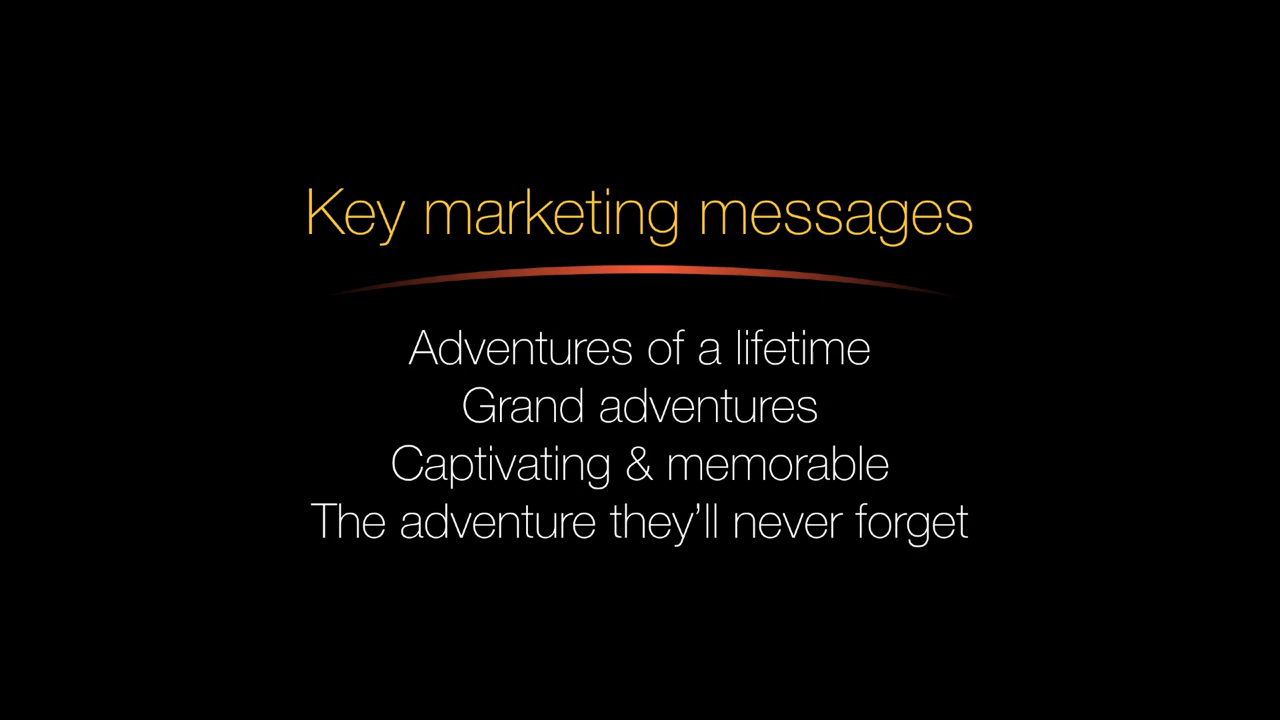 Key marketing messages
Adventures of a lifetime
Grand adventures
Captivating & memorable
The adventure they’ll never forget